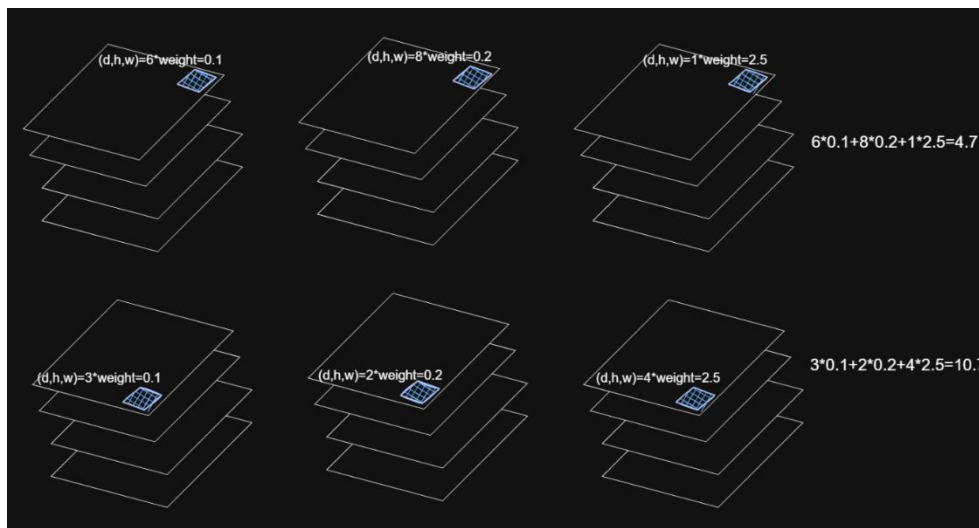 (d,h,w)=6*weight=0.1
(d,h,w)=8*weight=0.2
(d,h,w)=1*weight=2.5
6*0.1+8*0.2+1*2.5=4.7
(d,h,w)=3*weight=0.1
(d,h,w)=2*weight=0.2
(d,h,w)=4*weight=2.5
3*0.1+2*0.2+4*2.5=10.7